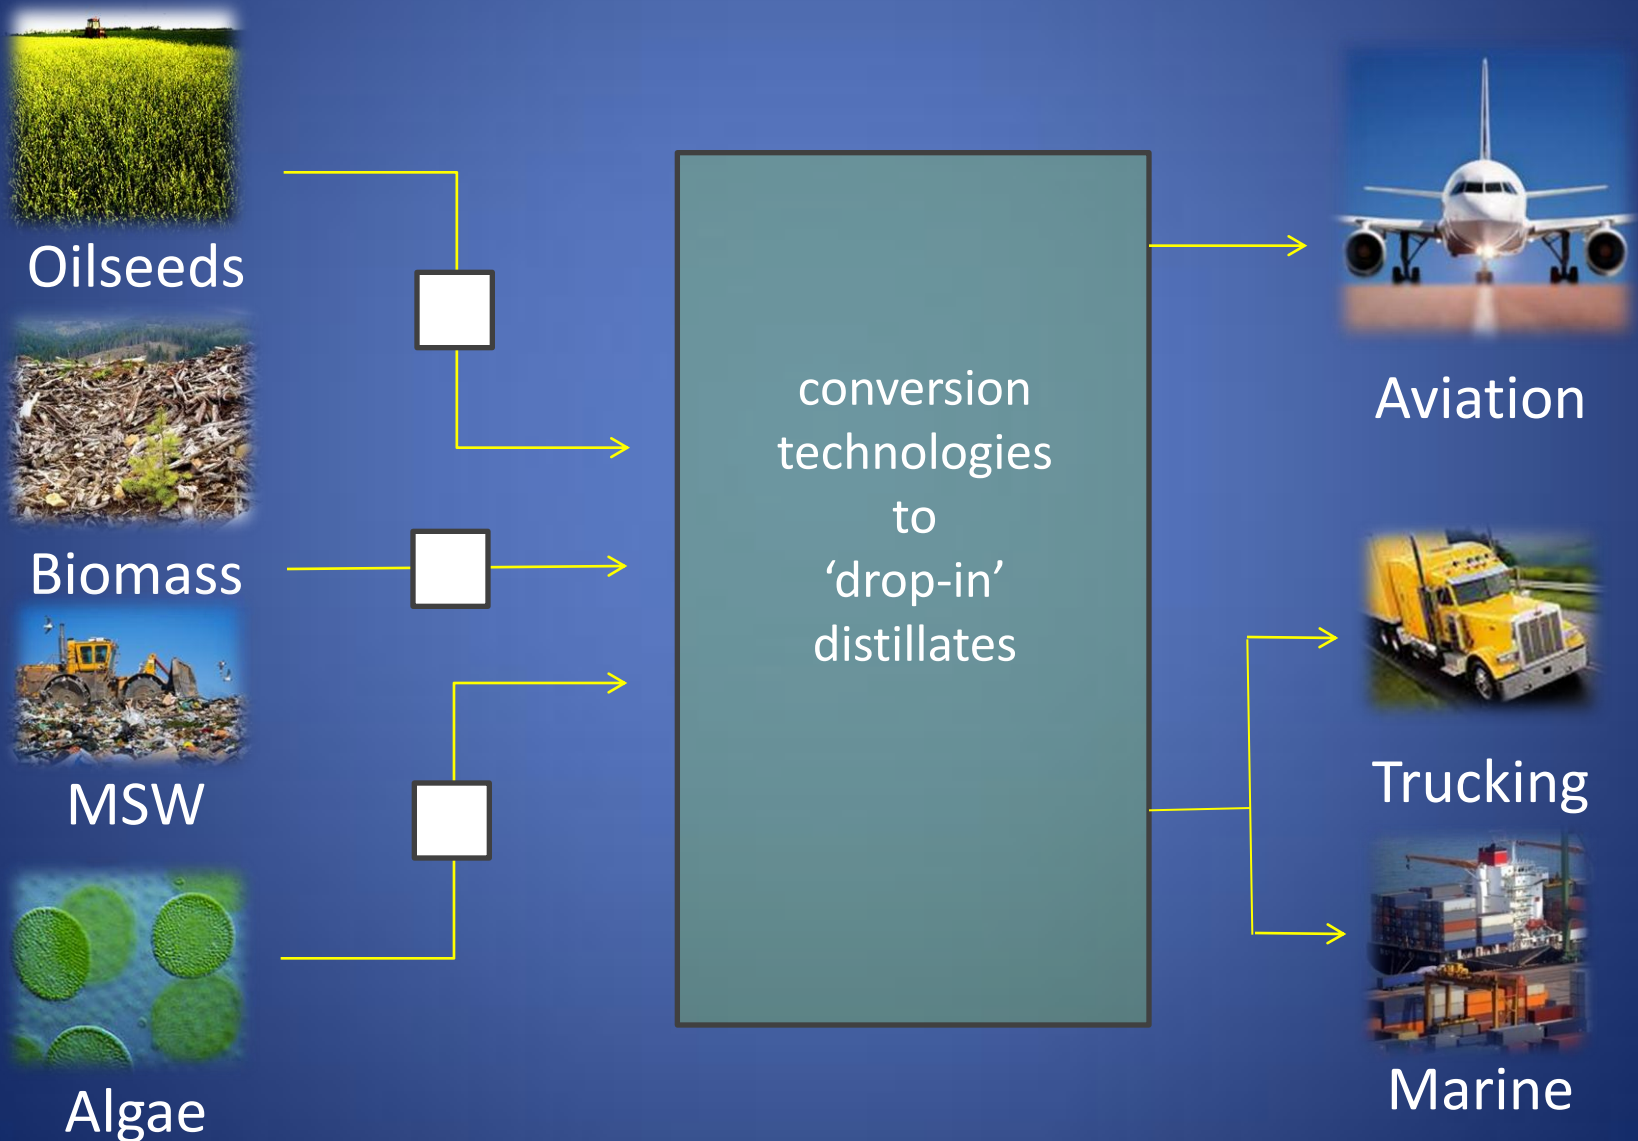 Oilseeds
Biomass
MSW
Algae
conversion
technologies
to
‘drop-in’
distillates
Aviation
Trucking
Marine